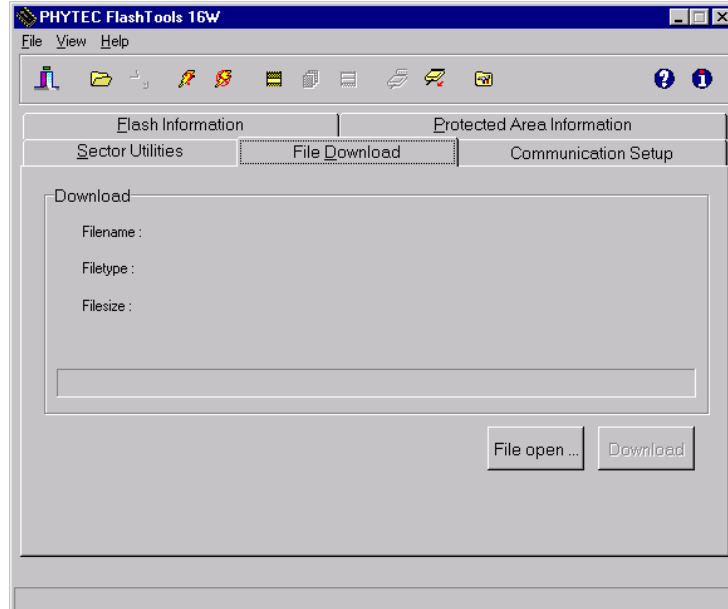 PHYTEC FlashTools 16W
File View Help
Flash Information Protected Area Information
Sector Utilities File Download Communication Setup
Download
Filename :
Filetype :
Filesize :
File open ... Download